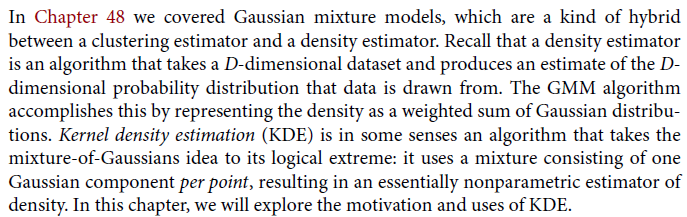 In Chapter 48 we covered Gaussian mixture models, which are a kind of hybrid
between a clustering estimator and a density estimator. Recall that a density estimator
is an algorithm that takes a D-dimensional dataset and produces an estimate of the D-
dimensional probability distribution that data is drawn from. The GMM algorithm
accomplishes this by representing the density as a weighted sum of Gaussian distribu-
tions. Kernel density estimation (KDE) is in some senses an algorithm that takes the
mixture-of-Gaussians idea to its logical extreme: it uses a mixture consisting of one
Gaussian component per point, resulting in an essentially nonparametric estimator of
density. In this chapter, we will explore the motivation and uses of KDE.